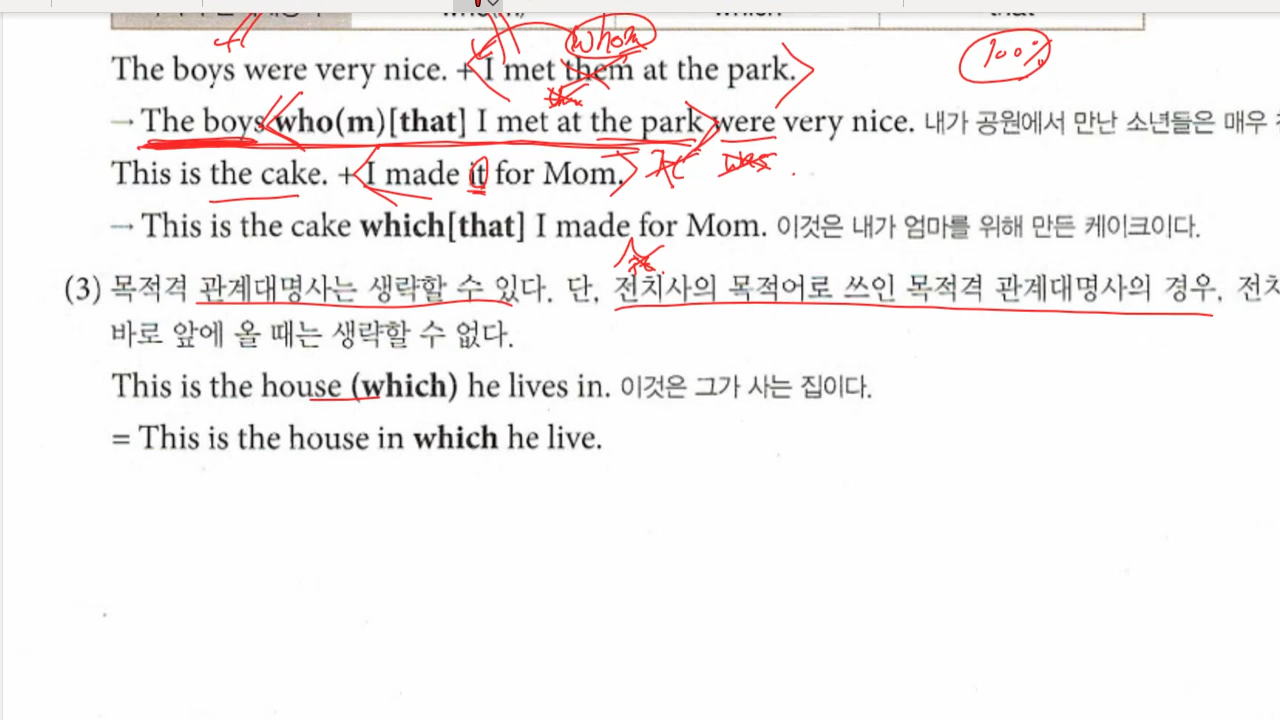 whom
100%
The boys were very nice. + I met them at the park.
→ The boys who(m)[that] I met at the park were very nice. 내가 공원에서 만난 소년들은 매우
This is the cake. + I made it for Mom.
was
→ This is the cake which[that] I made for Mom. 이것은 내가 엄마를 위해 만든 케이크이다.
(3) 목적격 관계대명사는 생략할 수 있다. 단, 전치사의 목적어로 쓰인 목적격 관계대명사의 경우, 전치
바로 앞에 올 때는 생략할 수 없다.
This is the house (which) he lives in. 이것은 그가 사는 집이다.
= This is the house in which he live.